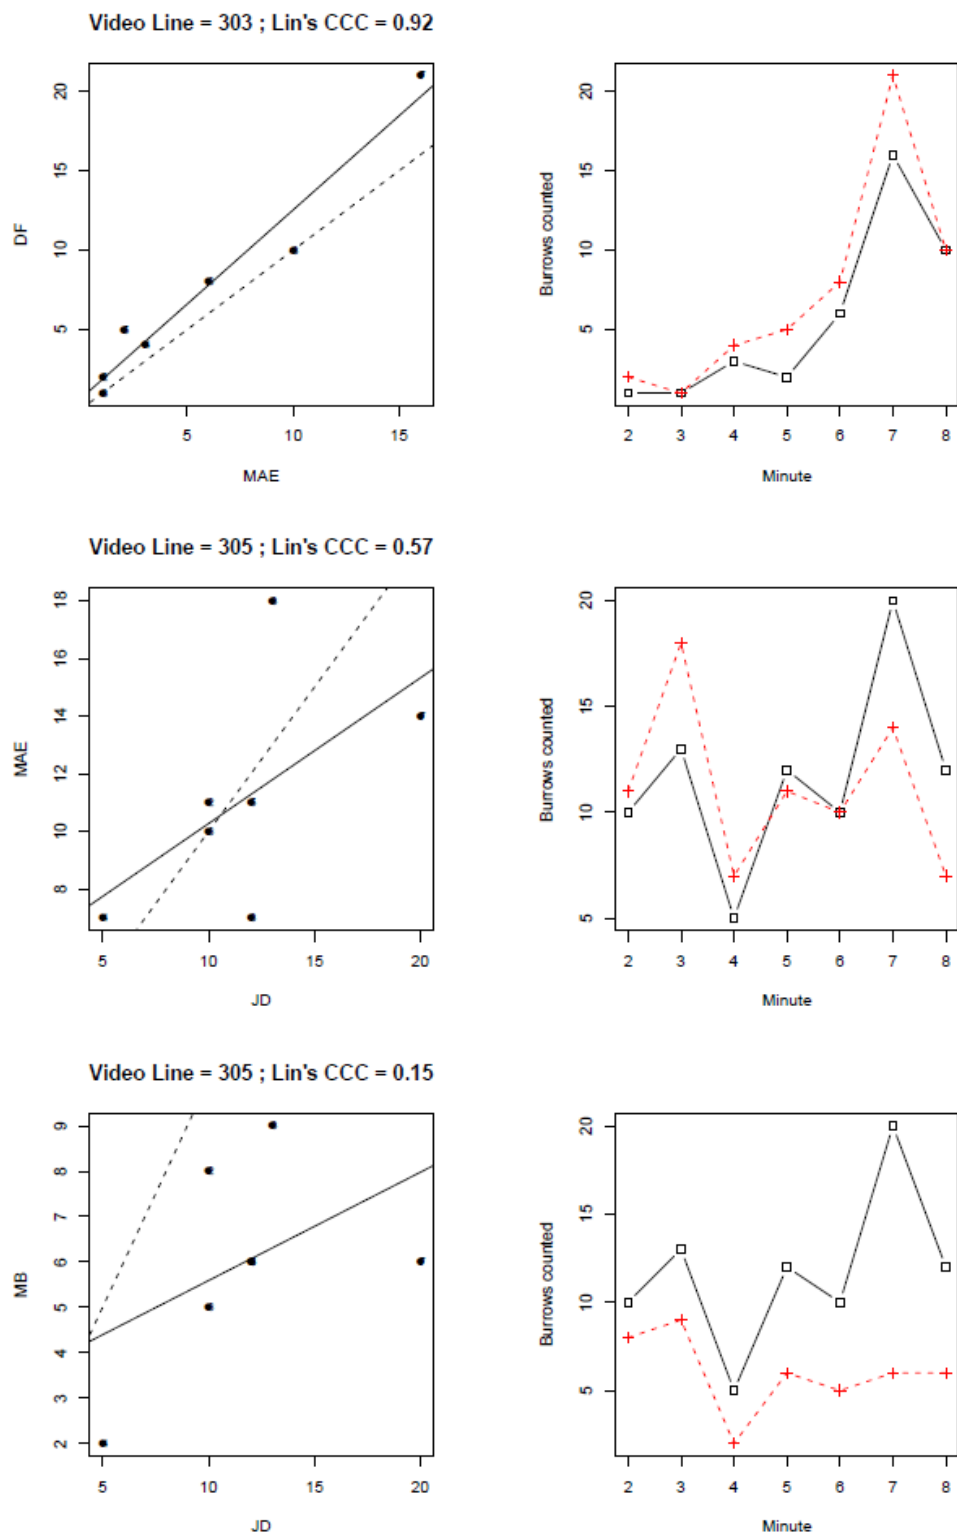 Video Line = 303 ; Lin's CCC = 0.92
DF
20
15
10
5
5 10 15
MAE
Burrows counted
20
15
10
5
2 3 4 5 6 7 8
Minute
Video Line = 305 ; Lin's CCC = 0.57
MAE
18
16
14
12
10
8
5 10 15 20
JD
Burrows counted
20
15
10
5
2 3 4 5 6 7 8
Minute
Video Line = 305 ; Lin's CCC = 0.15
MB
9
8
7
6
5
4
3
2
5 10 15 20
JD
Burrows counted
20
15
10
5
2 3 4 5 6 7 8
Minute